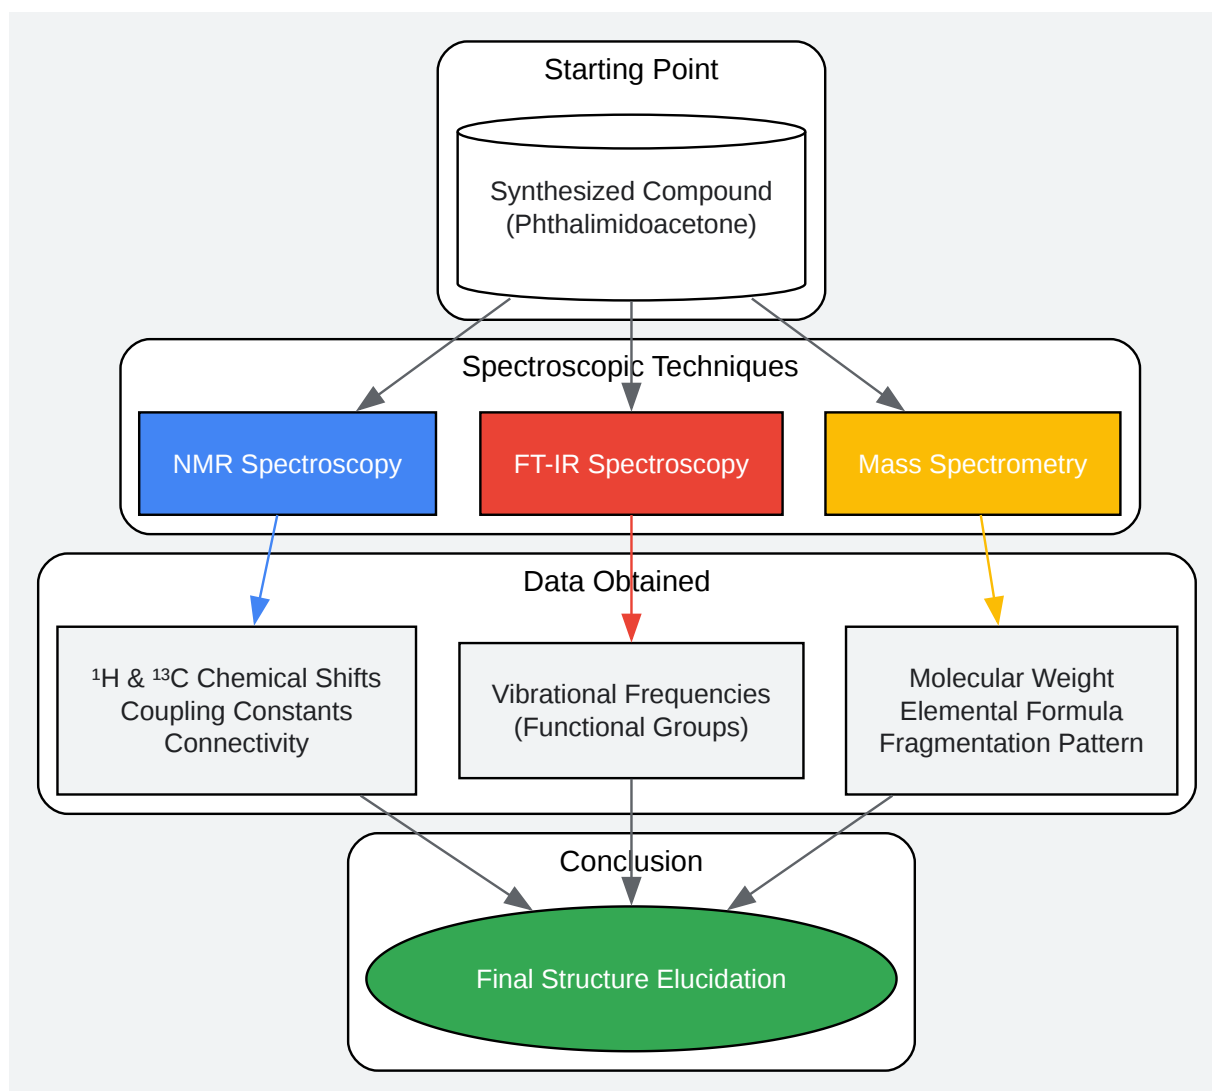 Starting Point
Synthesized Compound
(Phthalimidoacetone)
Spectroscopic Techniques
NMR Spectroscopy
FT-IR Spectroscopy
Mass Spectrometry
Data Obtained
¹H & ¹³C Chemical Shifts
Coupling Constants
Connectivity
Vibrational Frequencies
(Functional Groups)
Molecular Weight
Elemental Formula
Fragmentation Pattern
Conclusion
Final Structure Elucidation